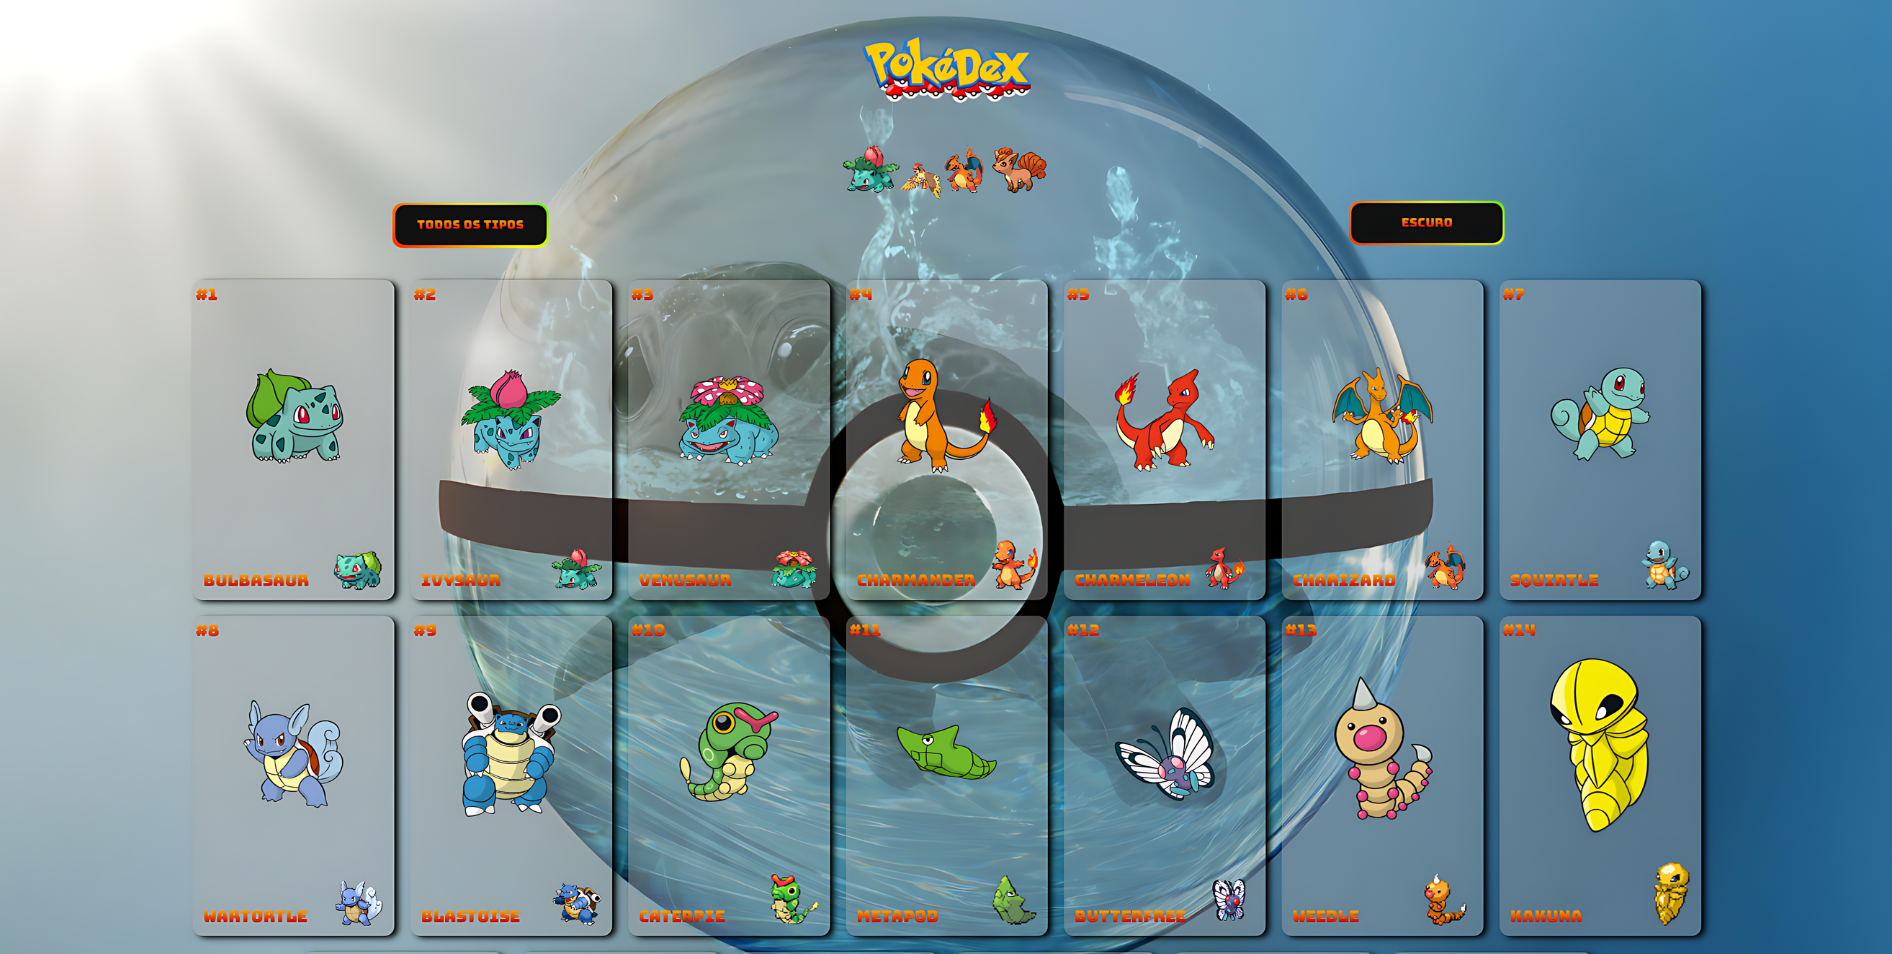 PokéDex
TODOS OS TIPOS
ESCURO
#1
#2
#3
#4
#5
#6
#7
BULBASAUR
IVYSAUR
VENUSAUR
CHARMANDER
CHARMELEON
CHARIZARD
SQUIRTLE
#8
#9
#10
#11
#12
#13
#14
WARTORTLE
BLASTOISE
CATERPIE
METAPOD
BUTTERFREE
WEEDLE
KAKUNA